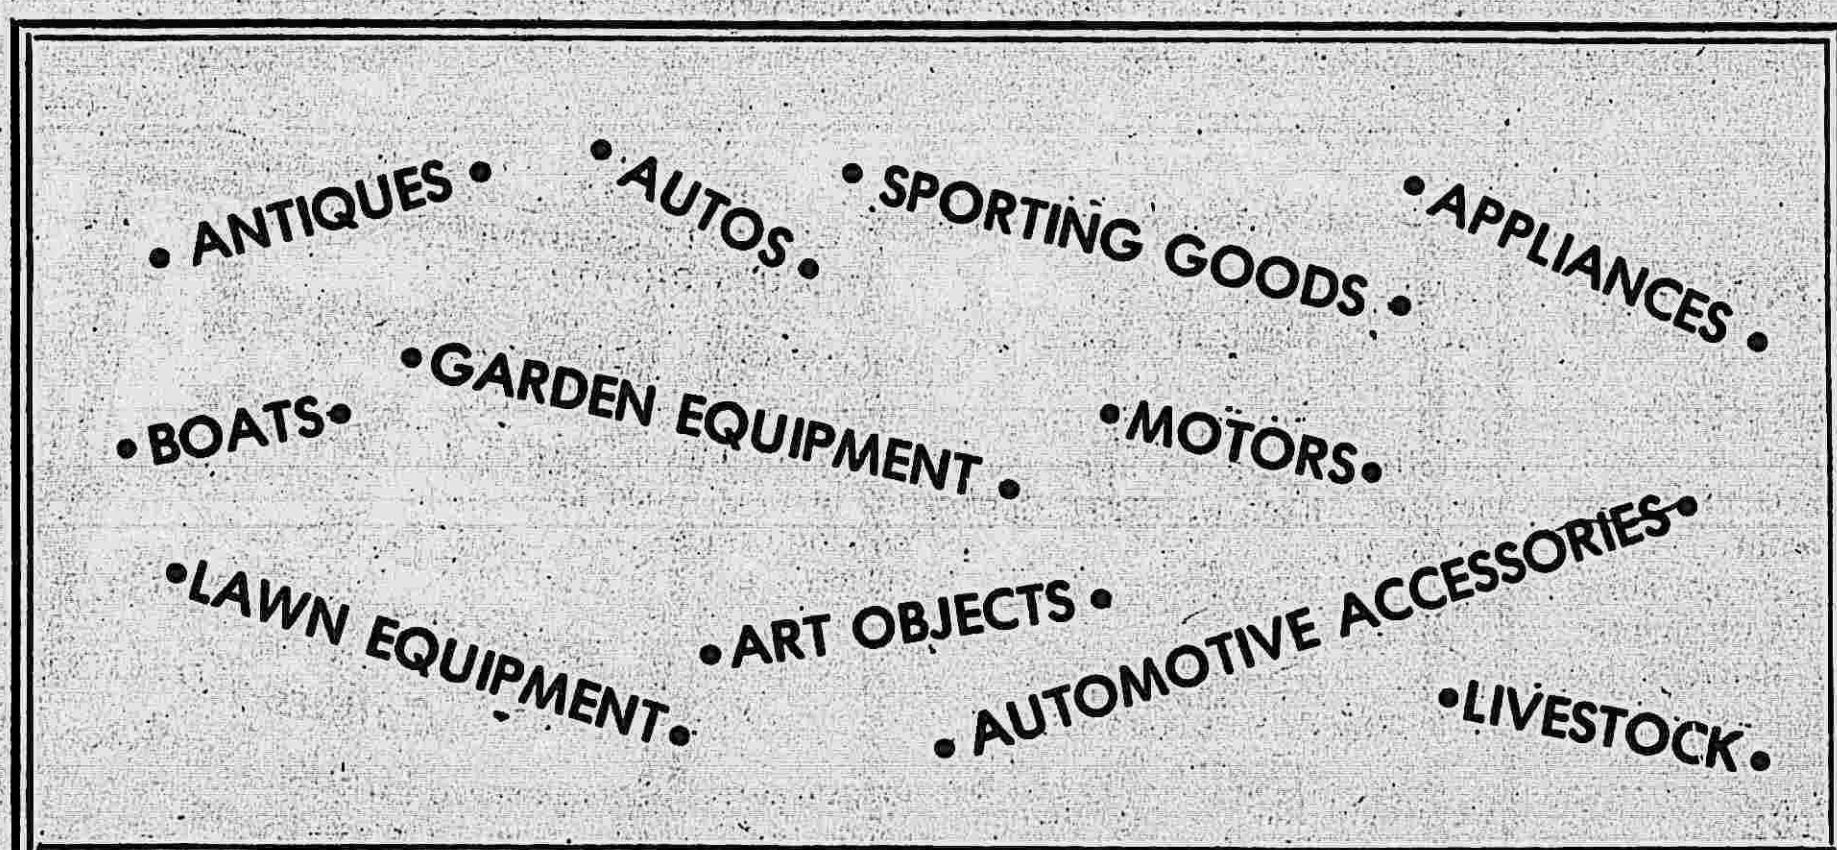 • ANTIQUES •
• AUTOS •
• SPORTING GOODS •
• APPLIANCES •
• BOATS •
• GARDEN EQUIPMENT •
• MOTORS •
• LAWN EQUIPMENT •
• ART OBJECTS •
• AUTOMOTIVE ACCESSORIES •
• LIVESTOCK •